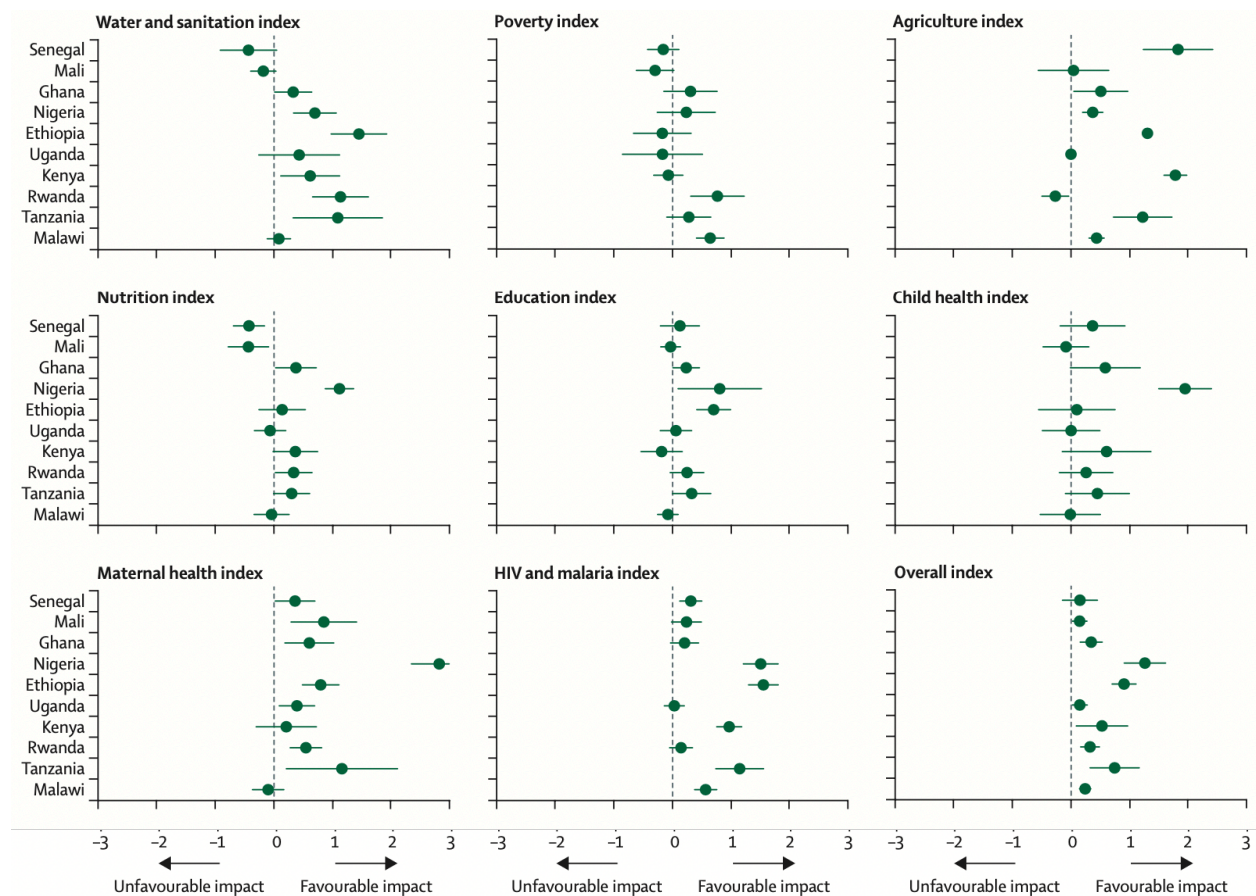 Water and sanitation index
Poverty index
Agriculture index
Senegal
Mali
Ghana
Nigeria
Ethiopia
Uganda
Kenya
Rwanda
Tanzania
Malawi
Nutrition index
Education index
Child health index
Senegal
Mali
Ghana
Nigeria
Ethiopia
Uganda
Kenya
Rwanda
Tanzania
Malawi
Maternal health index
HIV and malaria index
Overall index
Senegal
Mali
Ghana
Nigeria
Ethiopia
Uganda
Kenya
Rwanda
Tanzania
Malawi
–3 –2 –1 0 1 2 3
–3 –2 –1 0 1 2 3
–3 –2 –1 0 1 2 3
Unfavourable impact Favourable impact
Unfavourable impact Favourable impact
Unfavourable impact Favourable impact